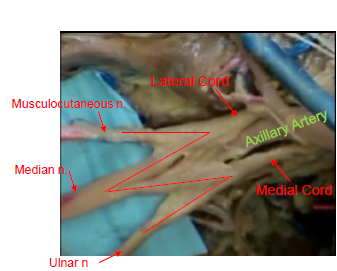 Lateral Cord
Musculocutaneous n.
Axillary Artery
Median n.
Medial Cord
Ulnar n